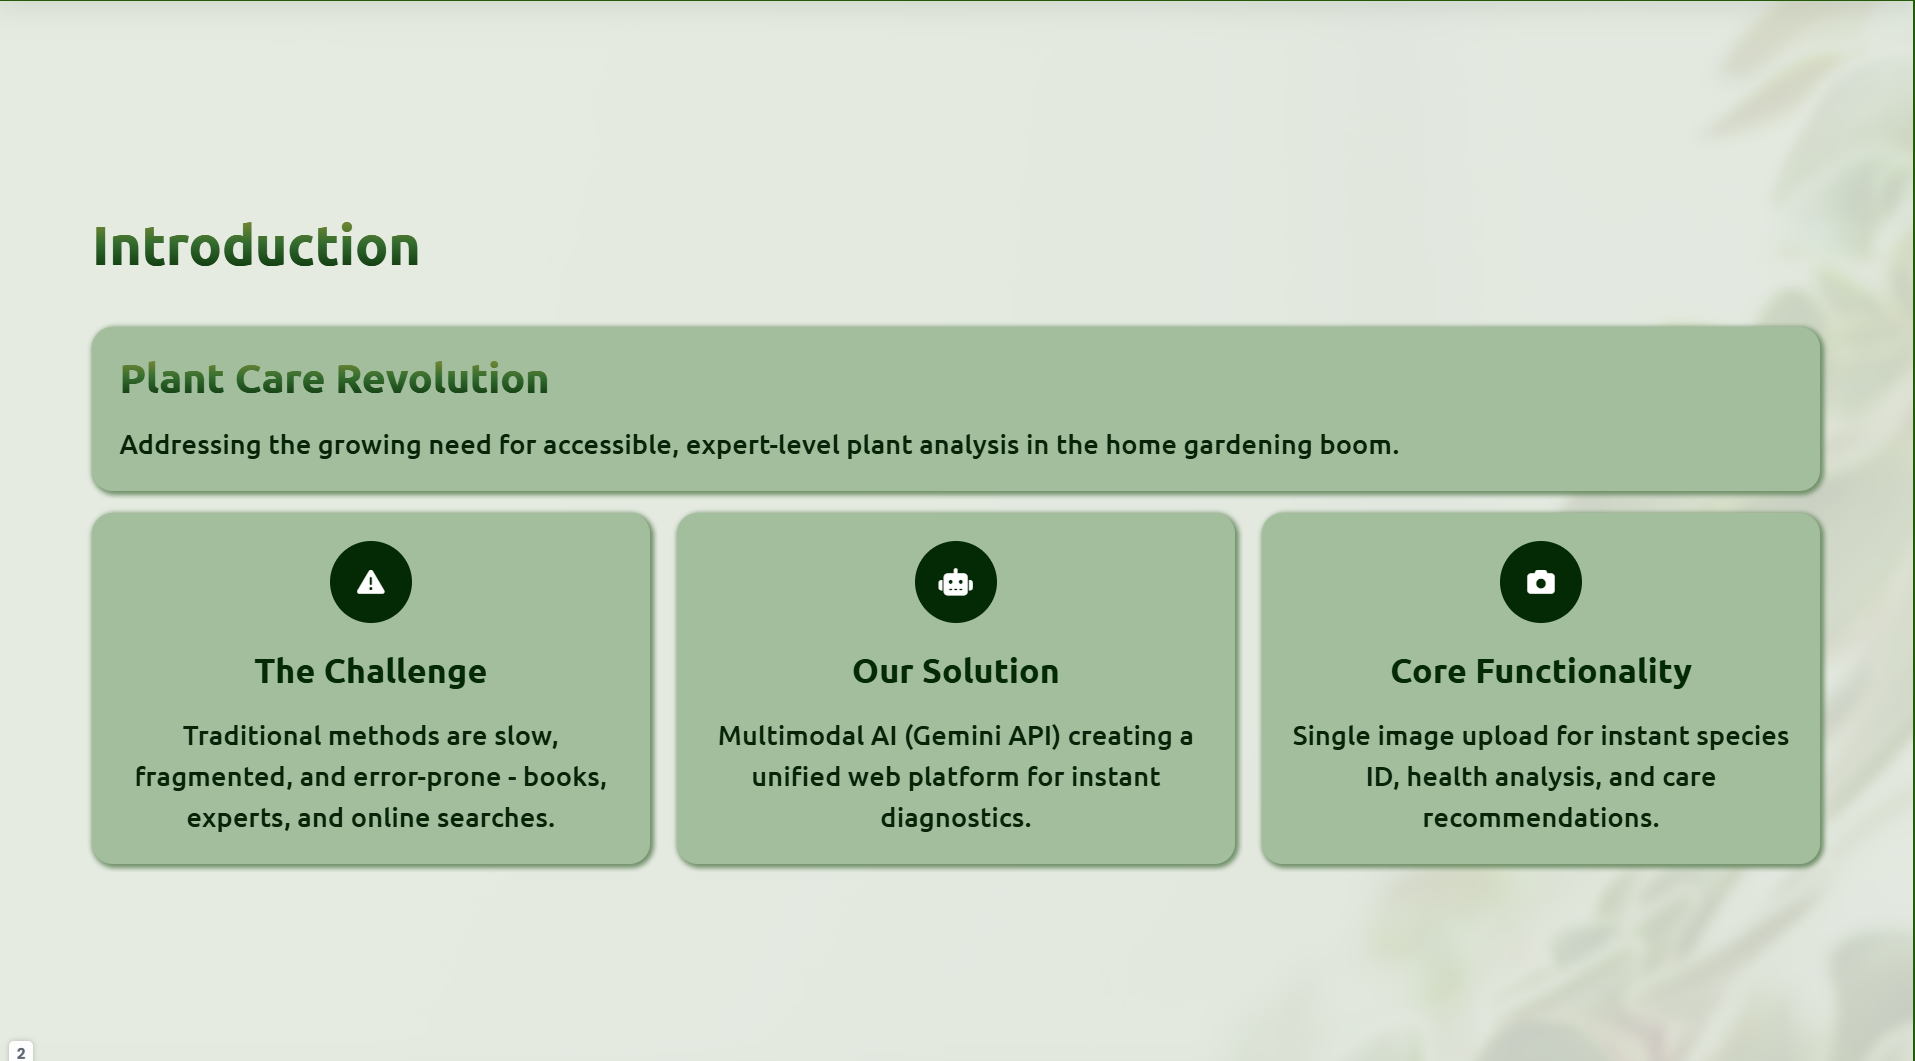 Introduction
Plant Care Revolution
Addressing the growing need for accessible, expert-level plant analysis in the home gardening boom.
The Challenge
Traditional methods are slow,
fragmented, and error-prone - books,
experts, and online searches.
Our Solution
Multimodal AI (Gemini API) creating a
unified web platform for instant
diagnostics.
Core Functionality
Single image upload for instant species
ID, health analysis, and care
recommendations.
2